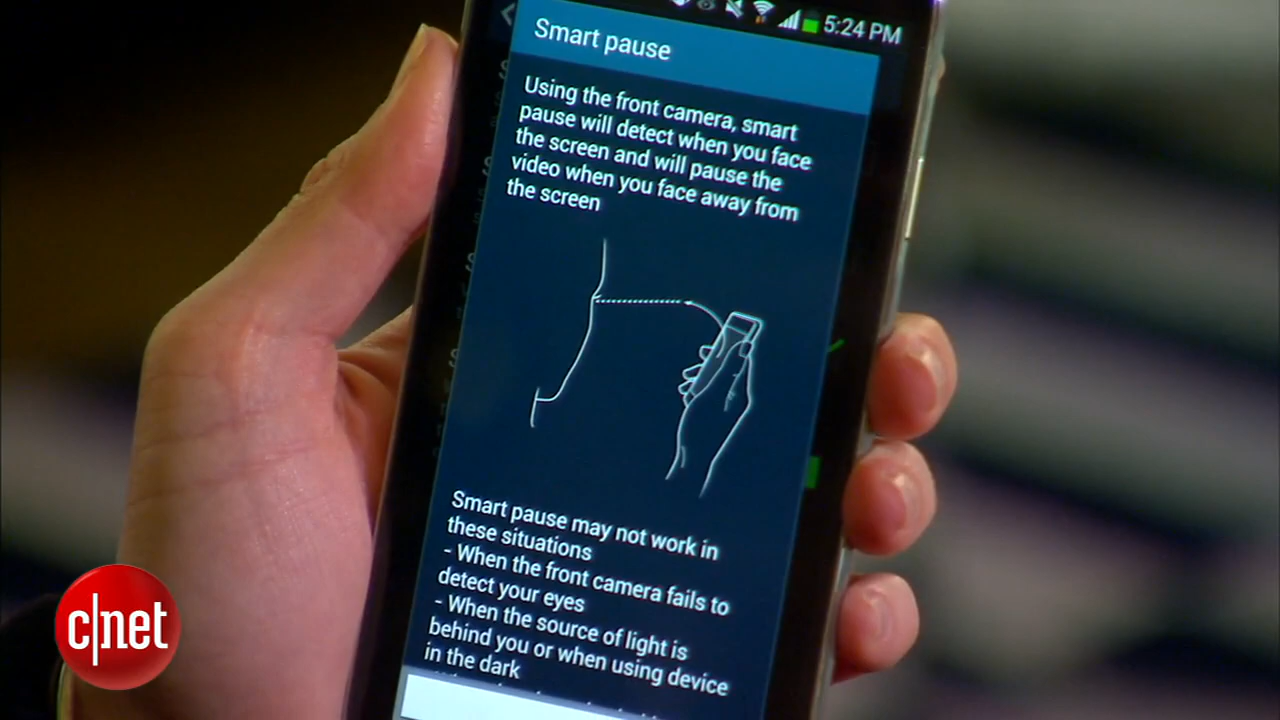 5:24 PM
Smart pause
Using the front camera, smart
pause will detect when you face
the screen and will pause the
video when you face away from
the screen
Smart pause may not work in
these situations
- When the front camera fails to
detect your eyes
- When the source of light is
behind you or when using device
in the dark
c|net